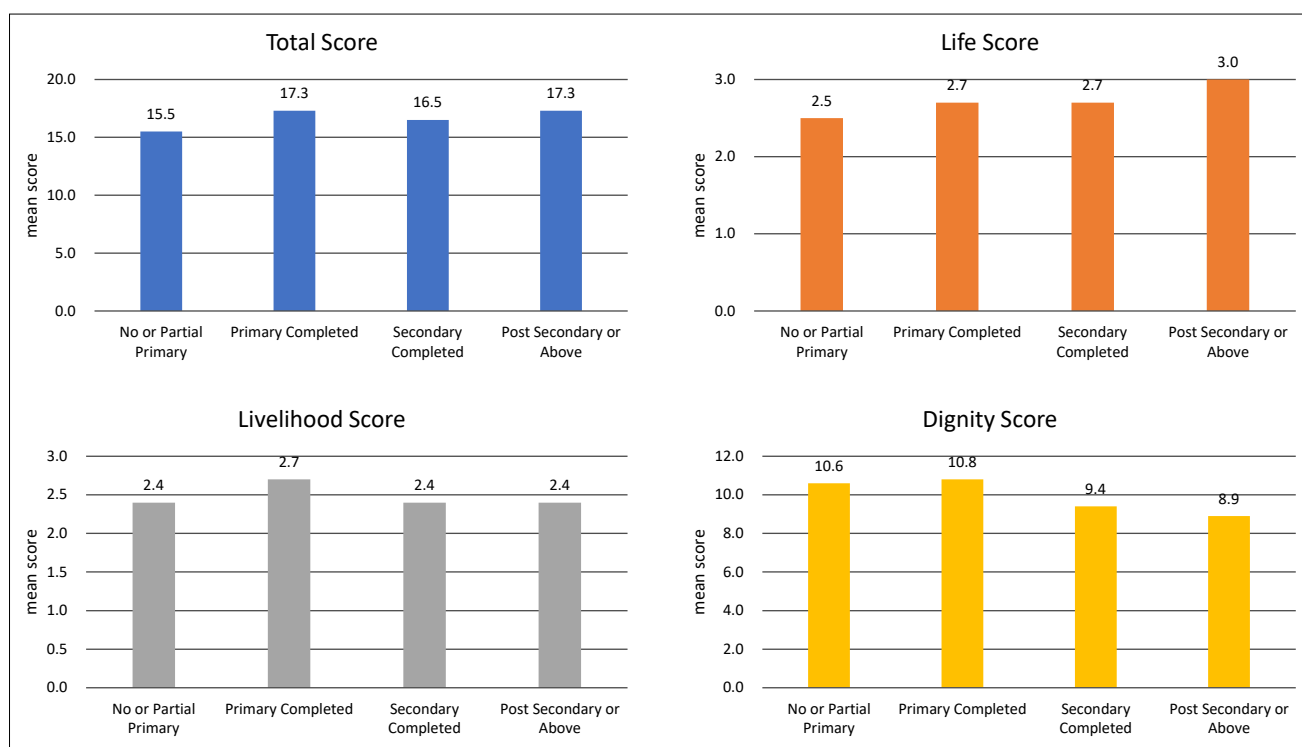 Total Score
mean score
20.0
15.0
10.0
5.0
0.0
15.5
17.3
16.5
17.3
No or Partial
Primary
Primary Completed
Secondary
Completed
Post Secondary or
Above
Life Score
mean score
3.0
2.0
1.0
0.0
2.5
2.7
2.7
3.0
No or Partial
Primary
Primary Completed
Secondary
Completed
Post Secondary or
Above
Livelihood Score
mean score
3.0
2.5
2.0
1.5
1.0
0.5
0.0
2.4
2.7
2.4
2.4
No or Partial
Primary
Primary Completed
Secondary
Completed
Post Secondary or
Above
Dignity Score
mean score
12.0
10.0
8.0
6.0
4.0
2.0
0.0
10.6
10.8
9.4
8.9
No or Partial
Primary
Primary Completed
Secondary
Completed
Post Secondary or
Above